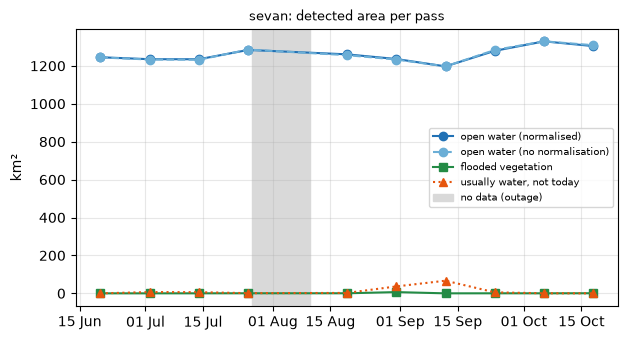 sevan: detected area per pass
km²
1200
1000
800
600
400
200
0
open water (normalised)
open water (no normalisation)
flooded vegetation
usually water, not today
no data (outage)
15 Jun 01 Jul 15 Jul 01 Aug 15 Aug 01 Sep 15 Sep 01 Oct 15 Oct